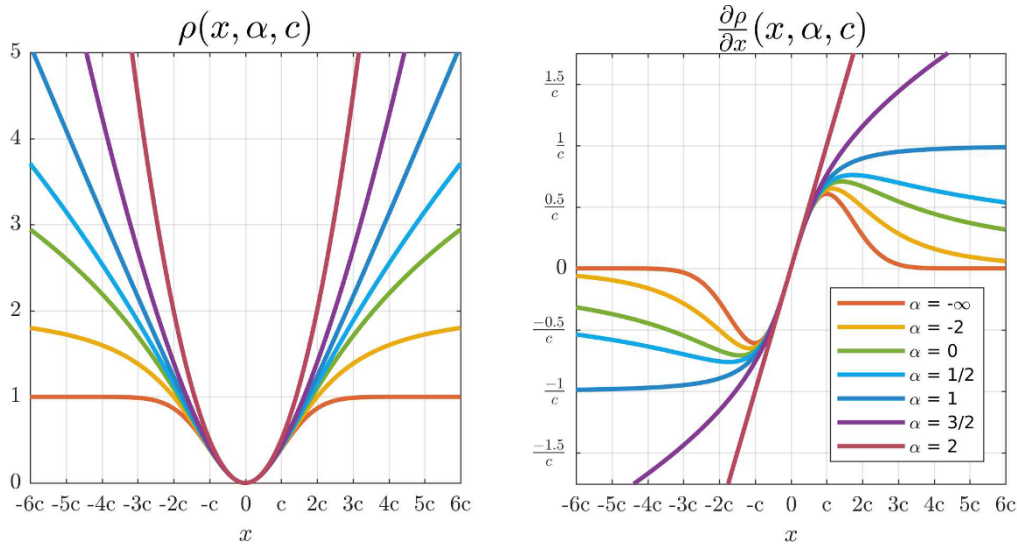 ρ(x, α, c)
5
4
3
2
1
0
-6c -5c -4c -3c -2c -c 0 c 2c 3c 4c 5c 6c
x
∂ρ/∂x (x, α, c)
1.5/c
1/c
0.5/c
0
-0.5/c
-1/c
-1.5/c
α = -∞
α = -2
α = 0
α = 1/2
α = 1
α = 3/2
α = 2
-6c -5c -4c -3c -2c -c 0 c 2c 3c 4c 5c 6c
x